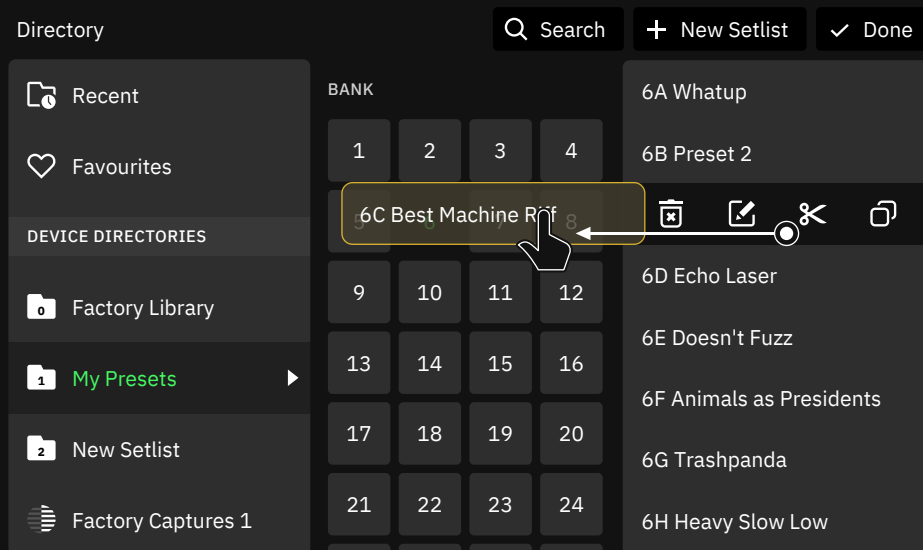 Directory
Search
New Setlist
Done
Recent
Favourites
DEVICE DIRECTORIES
0
Factory Library
1
My Presets
2
New Setlist
Factory Captures 1
BANK
1 2 3 4
5 6 7 8
9 10 11 12
13 14 15 16
17 18 19 20
21 22 23 24
6A Whatup
6B Preset 2
6C Best Machine Riff
6D Echo Laser
6E Doesn't Fuzz
6F Animals as Presidents
6G Trashpanda
6H Heavy Slow Low